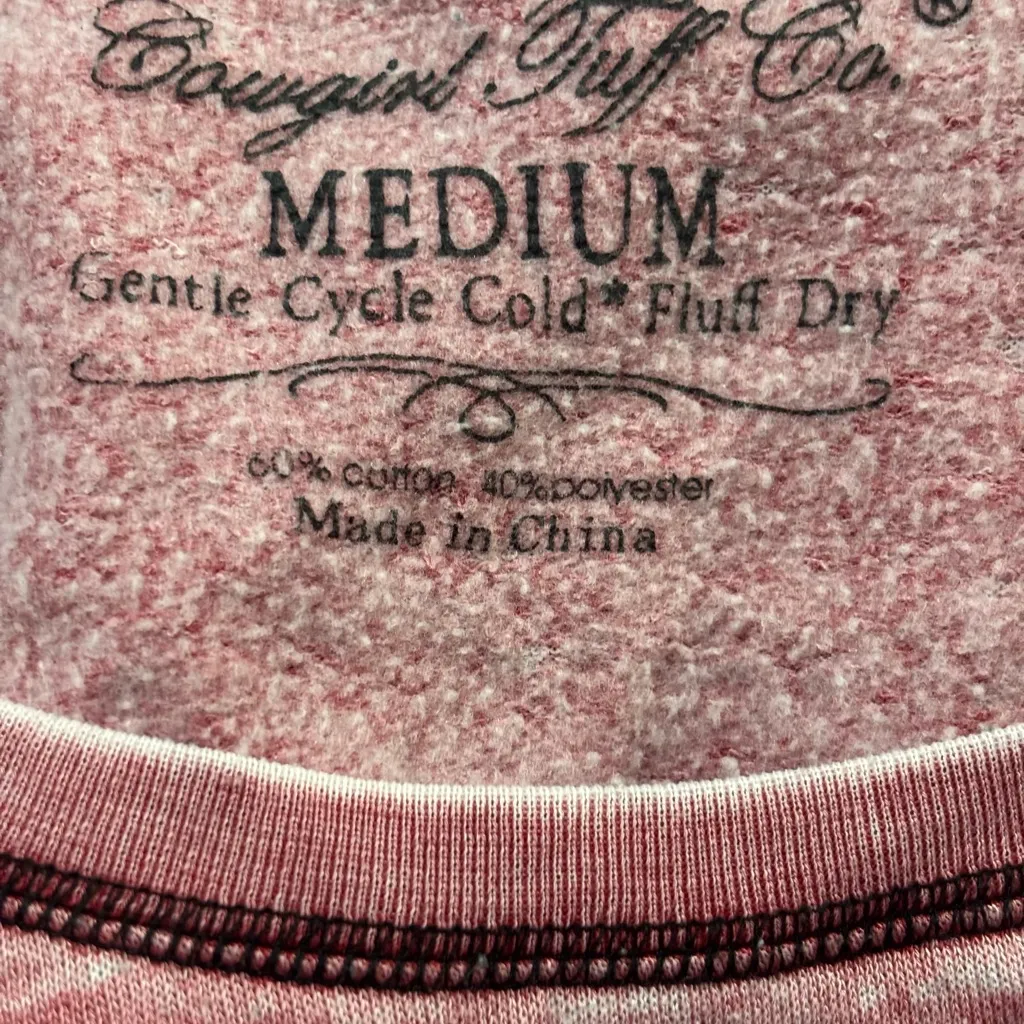 Cowgirl Tuff Co.®
MEDIUM
Gentle Cycle Cold* Fluff Dry
60% cotton, 40%polyester
Made in China